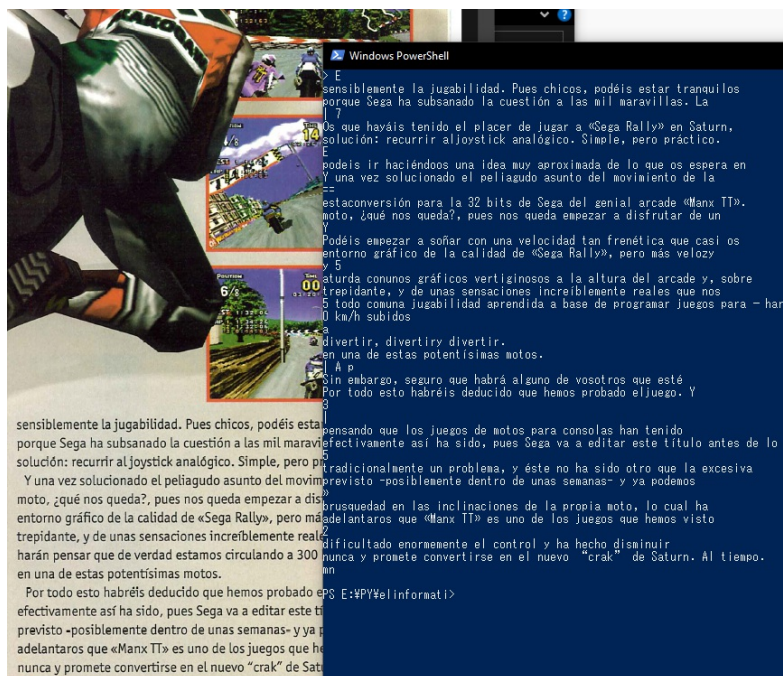 Windows PowerShell
> E
sensiblemente la jugabilidad. Pues chicos, podéis estar tranquilos
porque Sega ha subsanado la cuestión a las mil maravillas. La
| 7
Os que hayáis tenido el placer de jugar a «Sega Rally» en Saturn,
solución: recurrir aljoystick analógico. Simple, pero práctico.
E
podeis ir haciéndoos una idea muy aproximada de lo que os espera en
Y una vez solucionado el peliagudo asunto del movimiento de la
==
estaconversión para la 32 bits de Sega del genial arcade «Manx TT».
moto, ¿qué nos queda?, pues nos queda empezar a disfrutar de un
Y
Podéis empezar a soñar con una velocidad tan frenética que casi os
entorno gráfico de la calidad de «Sega Rally», pero más velozy
y 5
aturda conunos gráficos vertiginosos a la altura del arcade y, sobre
trepidante, y de unas sensaciones increíblemente reales que nos
5 todo comuna jugabilidad aprendida a base de programar juegos para — har
0 km/h subidos
a
divertir, divertiry divertir.
en una de estas potentísimas motos.
| A p
Sin embargo, seguro que habrá alguno de vosotros que esté
Por todo esto habréis deducido que hemos probado eljuego. Y
3
|
pensando que los juegos de motos para consolas han tenido
efectivamente así ha sido, pues Sega va a editar este título antes de lo
5
tradicionalmente un problema, y éste no ha sido otro que la excesiva
previsto -posiblemente dentro de unas semanas- y ya podemos
»
brusquedad en las inclinaciones de la propia moto, lo cual ha
adelantaros que «Manx TT» es uno de los juegos que hemos visto
2
dificultado enormemente el control y ha hecho disminuir
nunca y promete convertirse en el nuevo “crak” de Saturn. Al tiempo.
mn
PS E:¥PY¥elinformati>
POSITION
TIME
14
POSITION
6/8
TIME
00
sensiblemente la jugabilidad. Pues chicos, podéis esta
porque Sega ha subsanado la cuestión a las mil maravi
solución: recurrir al joystick analógico. Simple, pero p
Y una vez solucionado el peliagudo asunto del movim
moto, ¿qué nos queda?, pues nos queda empezar a dis
entorno gráfico de la calidad de «Sega Rally», pero má
trepidante, y de unas sensaciones increíblemente reale
harán pensar que de verdad estamos circulando a 300
en una de estas potentísimas motos.
Por todo esto habréis deducido que hemos probado e
efectivamente así ha sido, pues Sega va a editar este tí
previsto -posiblemente dentro de unas semanas- y ya p
adelantaros que «Manx TT» es uno de los juegos que he
nunca y promete convertirse en el nuevo “crak” de Satu